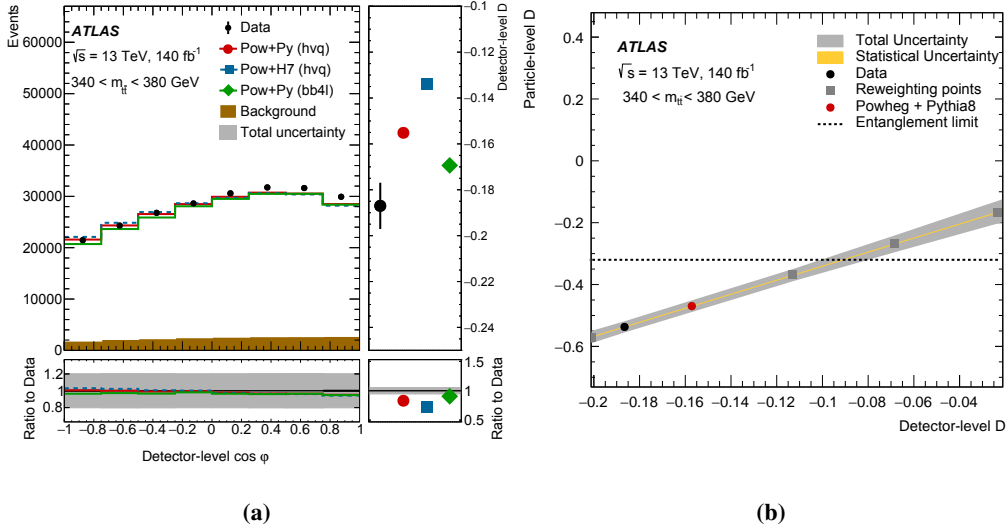 Events
60000
50000
40000
30000
20000
10000
0
ATLAS
√s = 13 TeV, 140 fb⁻¹
340 < m_tt̄ < 380 GeV
Data
Pow+Py (hvq)
Pow+H7 (hvq)
Pow+Py (bb4l)
Background
Total uncertainty
−0.1
−0.12
−0.14
−0.16
−0.18
−0.2
−0.22
−0.24
Detector-level D
Ratio to Data
1.2
1
0.8
−1 −0.8 −0.6 −0.4 −0.2 0 0.2 0.4 0.6 0.8 1
Detector-level cos φ
1.5
1
0.5
Ratio to Data
(a)
Particle-level D
0.4
0.2
0
−0.2
−0.4
−0.6
ATLAS
√s = 13 TeV, 140 fb⁻¹
340 < m_tt̄ < 380 GeV
Total Uncertainty
Statistical Uncertainty
Data
Reweighting points
Powheg + Pythia8
Entanglement limit
−0.2 −0.18 −0.16 −0.14 −0.12 −0.1 −0.08 −0.06 −0.04
Detector-level D
(b)